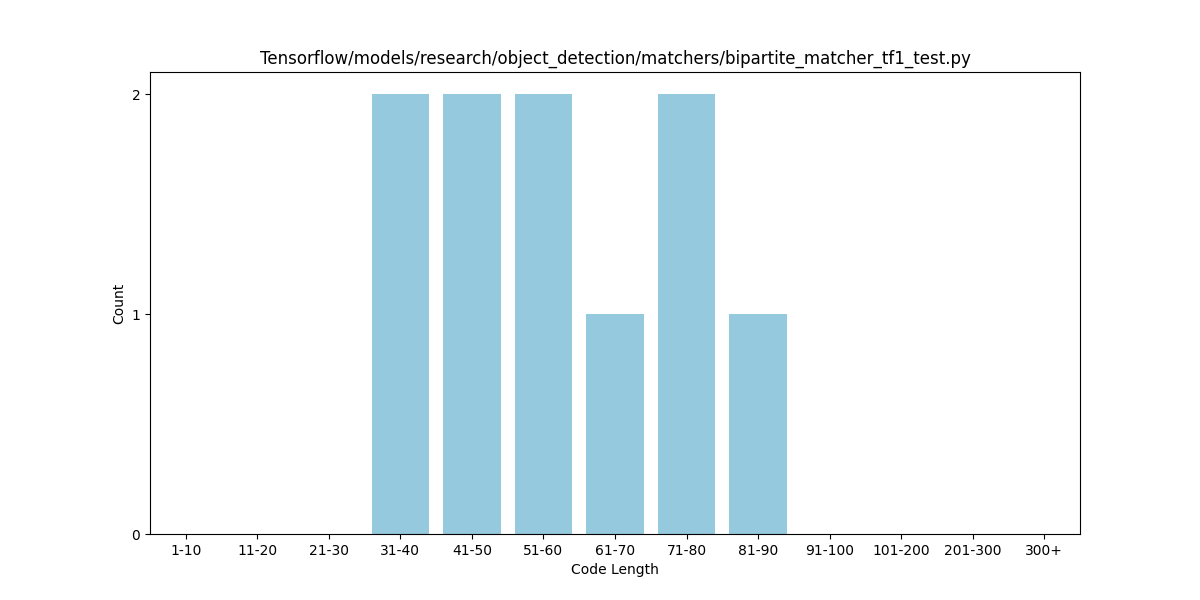 Tensorflow/models/research/object_detection/matchers/bipartite_matcher_tf1_test.py
2
1
0
Count
1-10 11-20 21-30 31-40 41-50 51-60 61-70 71-80 81-90 91-100 101-200 201-300 300+
Code Length